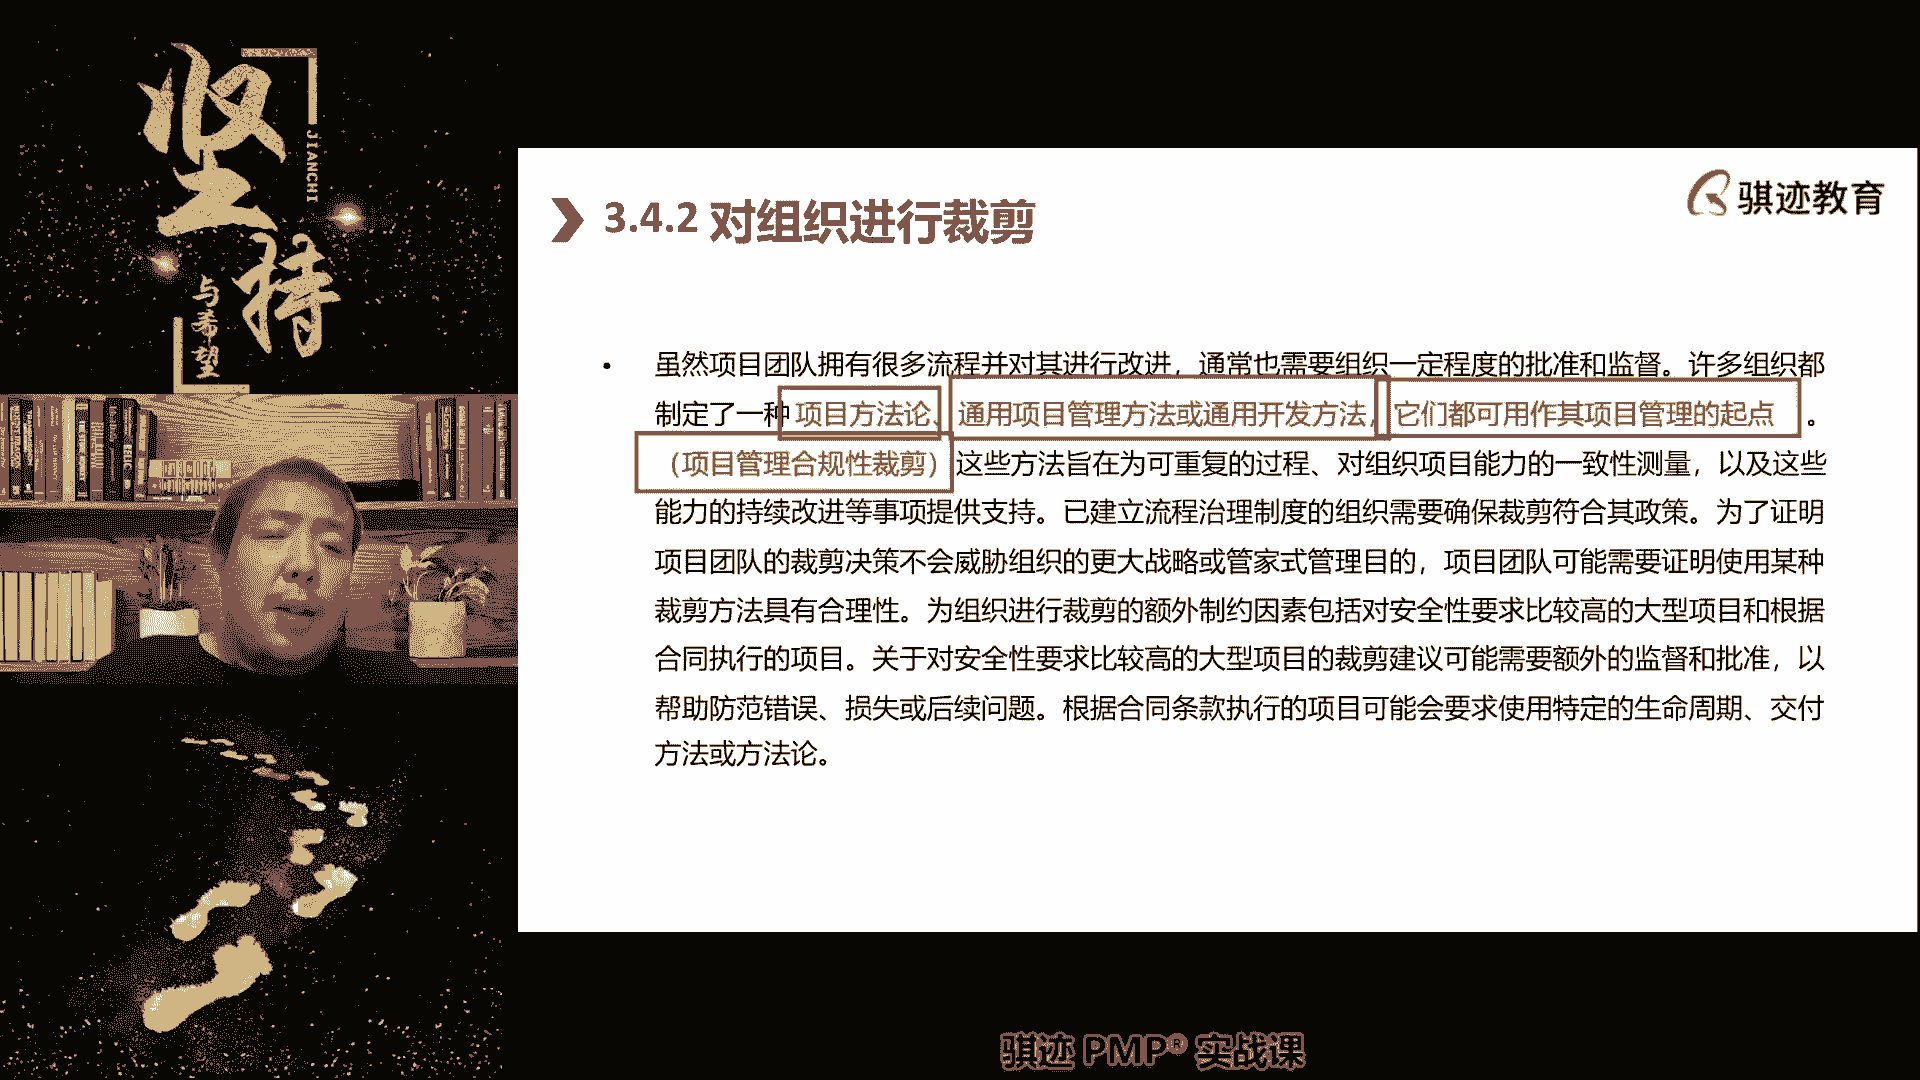 坚持
JIANCHI
与希望
骐迹教育
3.4.2 对组织进行裁剪
• 虽然项目团队拥有很多流程并对其进行改进，通常也需要组织一定程度的批准和监督。许多组织都
制定了一种 项目方法论、通用项目管理方法或通用开发方法，它们都可用作其项目管理的起点 。
（项目管理合规性裁剪）这些方法旨在为可重复的过程、对组织项目能力的一致性测量，以及这些
能力的持续改进等事项提供支持。已建立流程治理制度的组织需要确保裁剪符合其政策。为了证明
项目团队的裁剪决策不会威胁组织的更大战略或管家式管理目的，项目团队可能需要证明使用某种
裁剪方法具有合理性。为组织进行裁剪的额外制约因素包括对安全性要求比较高的大型项目和根据
合同执行的项目。关于对安全性要求比较高的大型项目的裁剪建议可能需要额外的监督和批准，以
帮助防范错误、损失或后续问题。根据合同条款执行的项目可能会要求使用特定的生命周期、交付
方法或方法论。
骐迹 PMP® 实战课